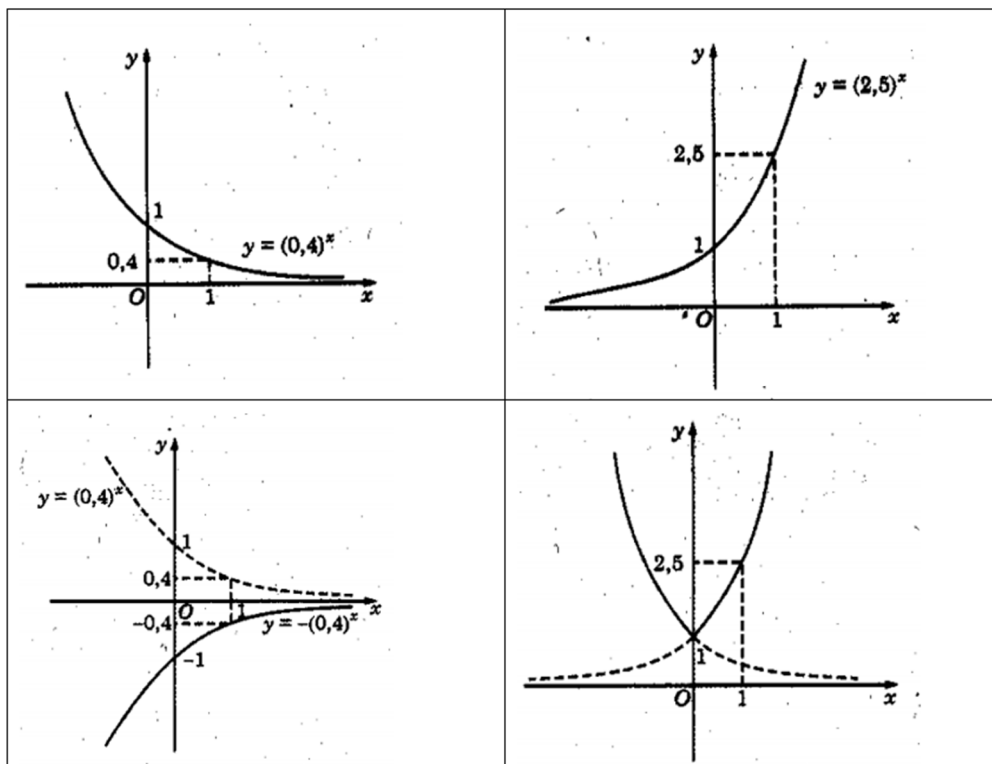 y
1
y = (0,4)ˣ
0,4
O
1
x
y
y = (2,5)ˣ
2,5
1
O
1
x
y
y = (0,4)ˣ
1
0,4
O
1
x
-0,4
y = -(0,4)ˣ
-1
y
2,5
1
O
1
x